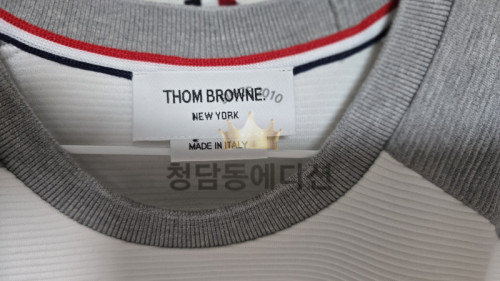 THOM BROWNE.
NEW YORK
MADE IN ITALY
청담동에디션